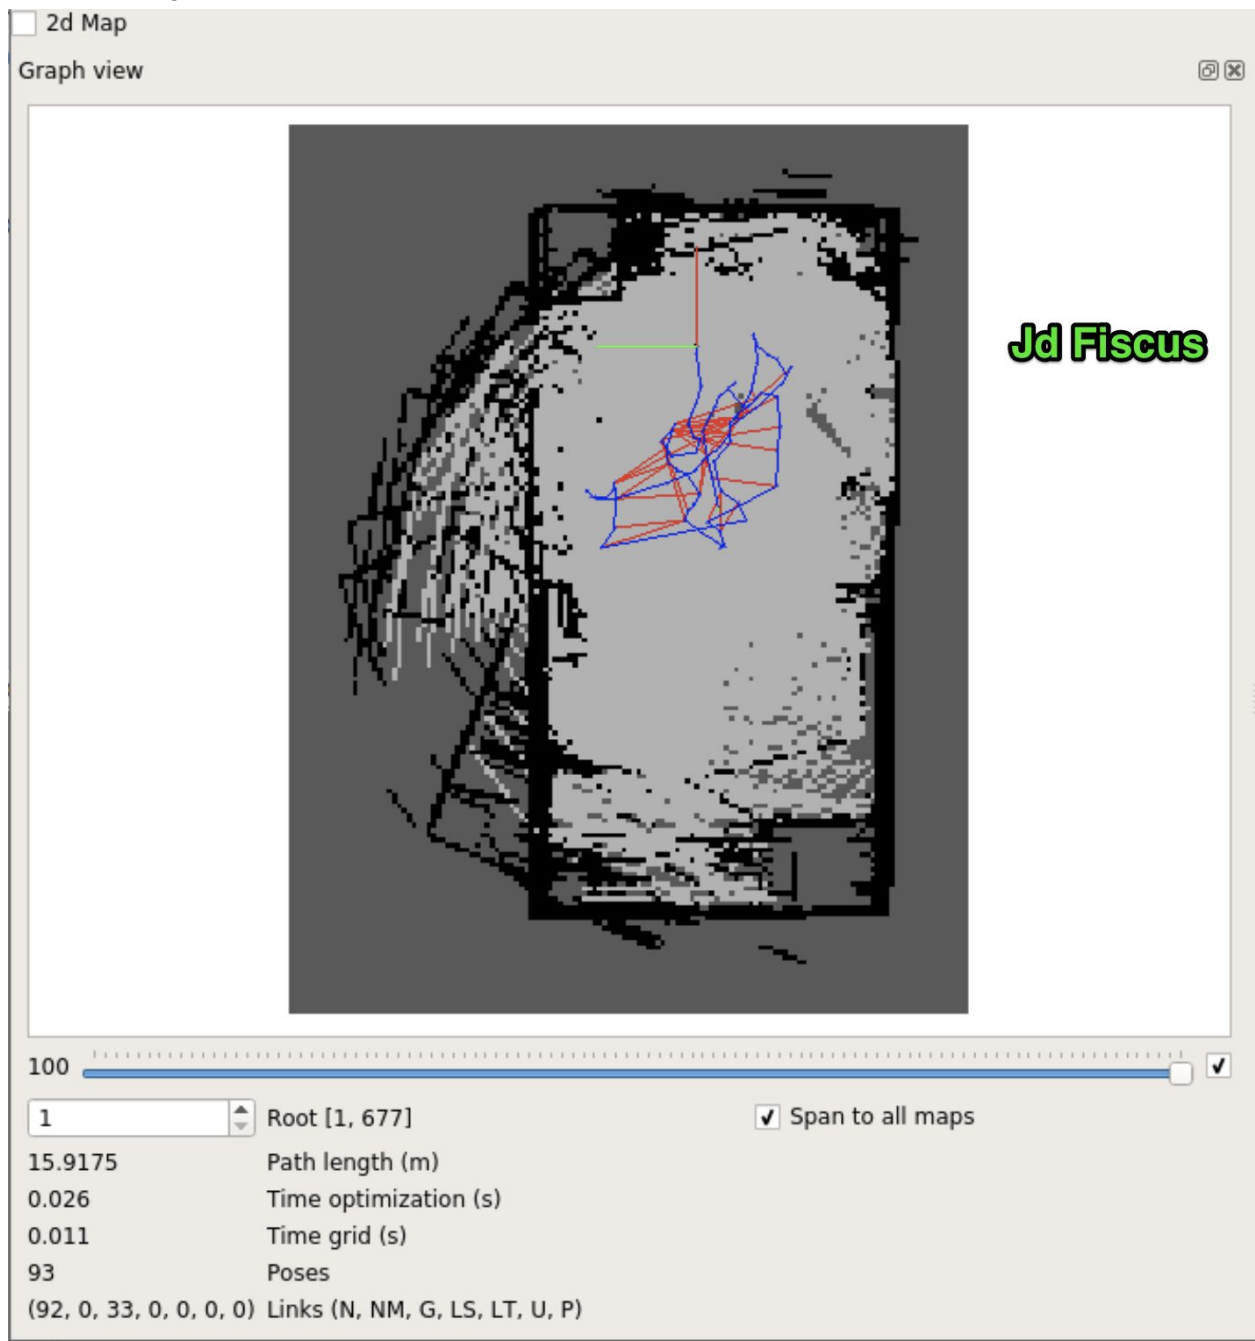 2d Map
Graph view
Jd Fiscus
100
1 Root [1, 677] Span to all maps
15.9175 Path length (m)
0.026 Time optimization (s)
0.011 Time grid (s)
93 Poses
(92, 0, 33, 0, 0, 0, 0) Links (N, NM, G, LS, LT, U, P)